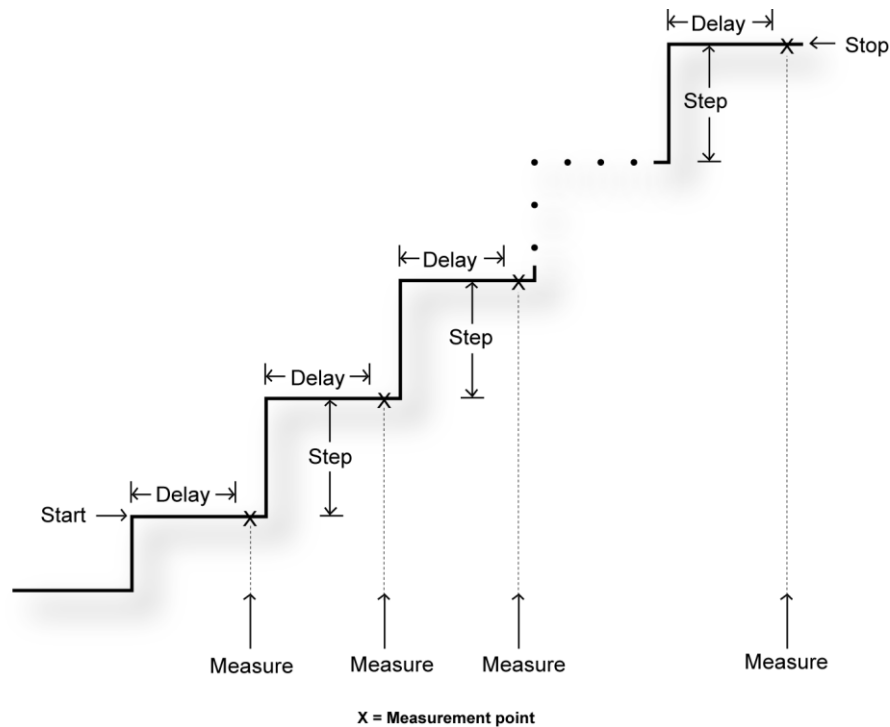 Delay
Stop
Step
Delay
Step
Delay
Step
Delay
Start
Measure
Measure
Measure
Measure
X = Measurement point